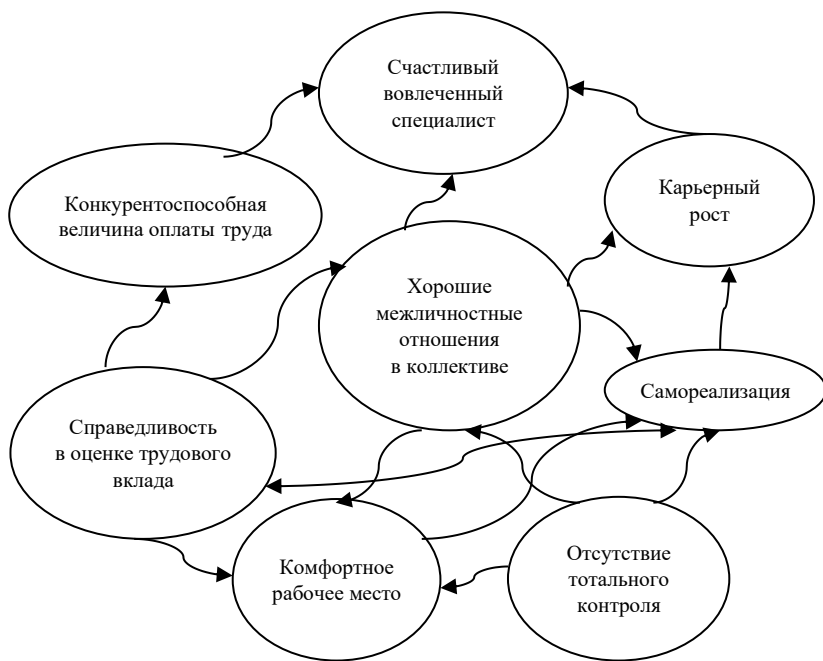 Счастливый
вовлеченный
специалист
Конкурентоспособная
величина оплаты труда
Карьерный
рост
Хорошие
межличностные
отношения
в коллективе
Самореализация
Справедливость
в оценке трудового
вклада
Комфортное
рабочее место
Отсутствие
тотального
контроля